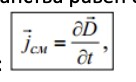 j⃗см = ∂D⃗/∂t,